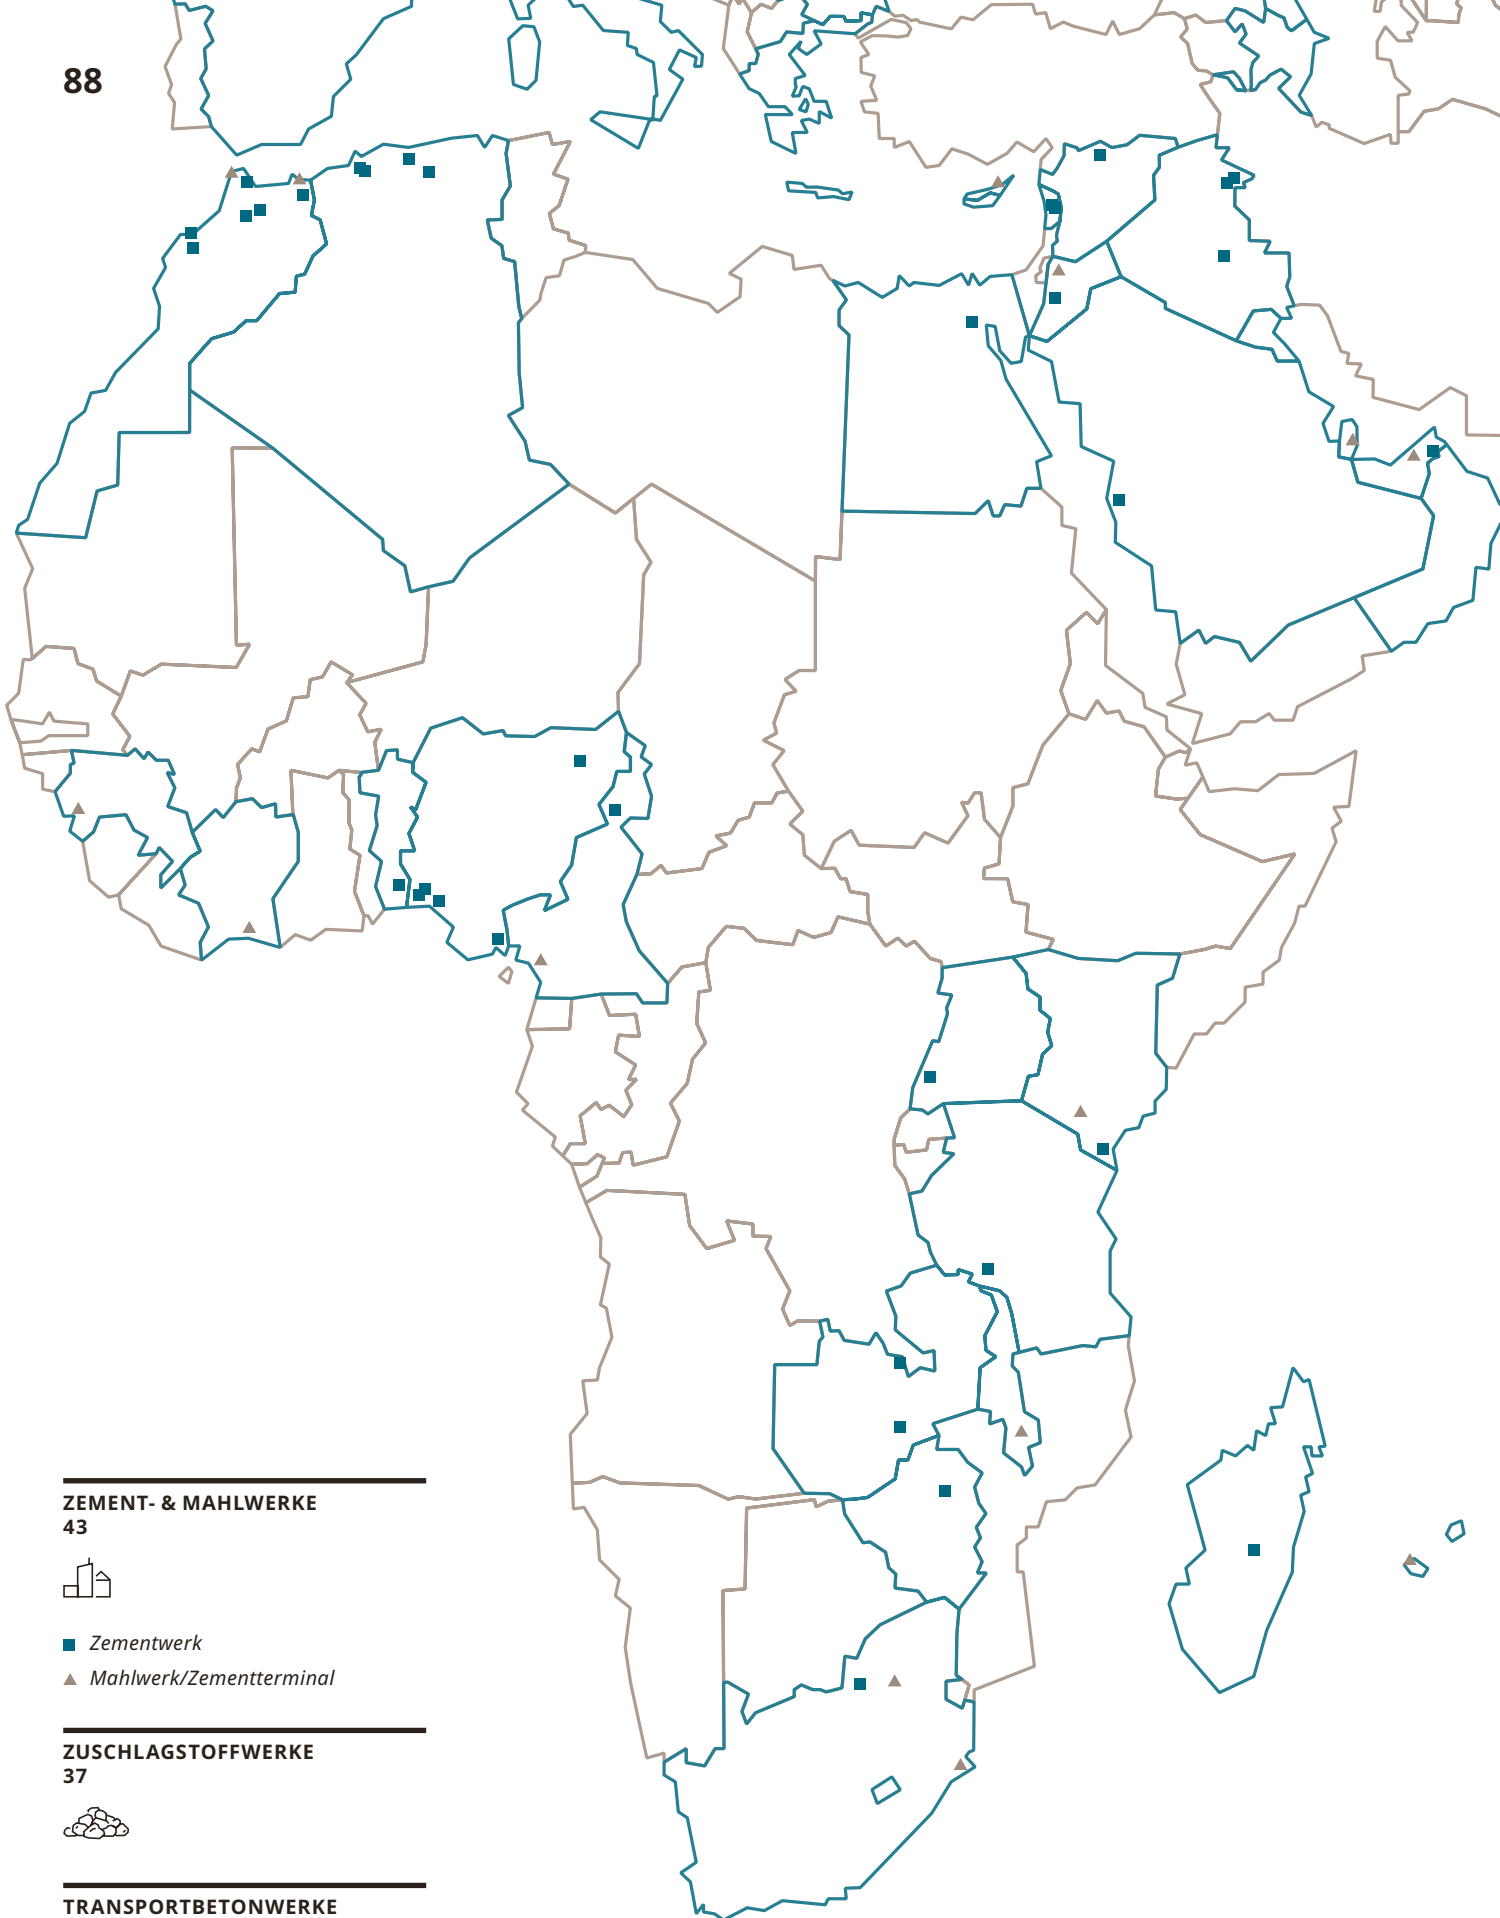 88
ZEMENT- & MAHLWERKE
43
Zementwerk
Mahlwerk/Zementterminal
ZUSCHLAGSTOFFWERKE
37
TRANSPORTBETONWERKE